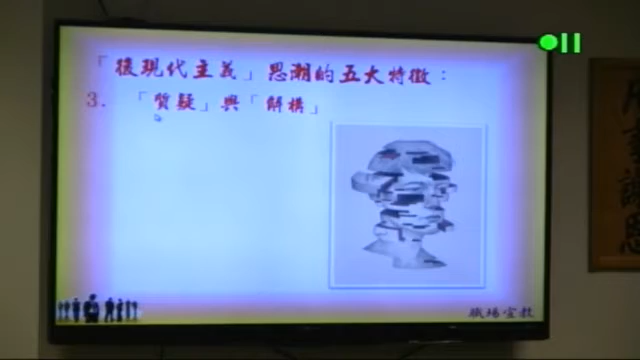 「後現代主義」思潮的五大特徵：
3. 「質疑」與「解構」
職場宣教